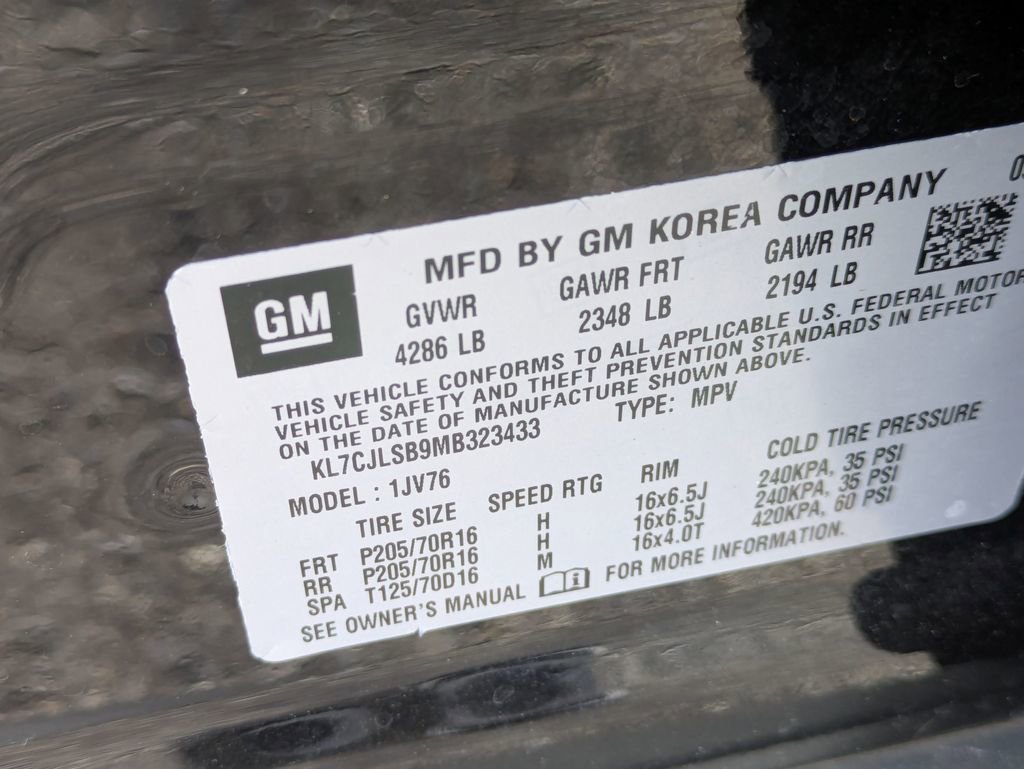 GM
MFD BY GM KOREA COMPANY
GVWR GAWR FRT GAWR RR
4286 LB 2348 LB 2194 LB
THIS VEHICLE CONFORMS TO ALL APPLICABLE U.S. FEDERAL MOTOR
VEHICLE SAFETY AND THEFT PREVENTION STANDARDS IN EFFECT
ON THE DATE OF MANUFACTURE SHOWN ABOVE.
KL7CJLSB9MB323433 TYPE: MPV
MODEL : 1JV76
TIRE SIZE SPEED RTG RIM COLD TIRE PRESSURE
FRT P205/70R16 H 16x6.5J 240KPA, 35 PSI
RR P205/70R16 H 16x6.5J 240KPA, 35 PSI
SPA T125/70D16 M 16x4.0T 420KPA, 60 PSI
SEE OWNER'S MANUAL FOR MORE INFORMATION.